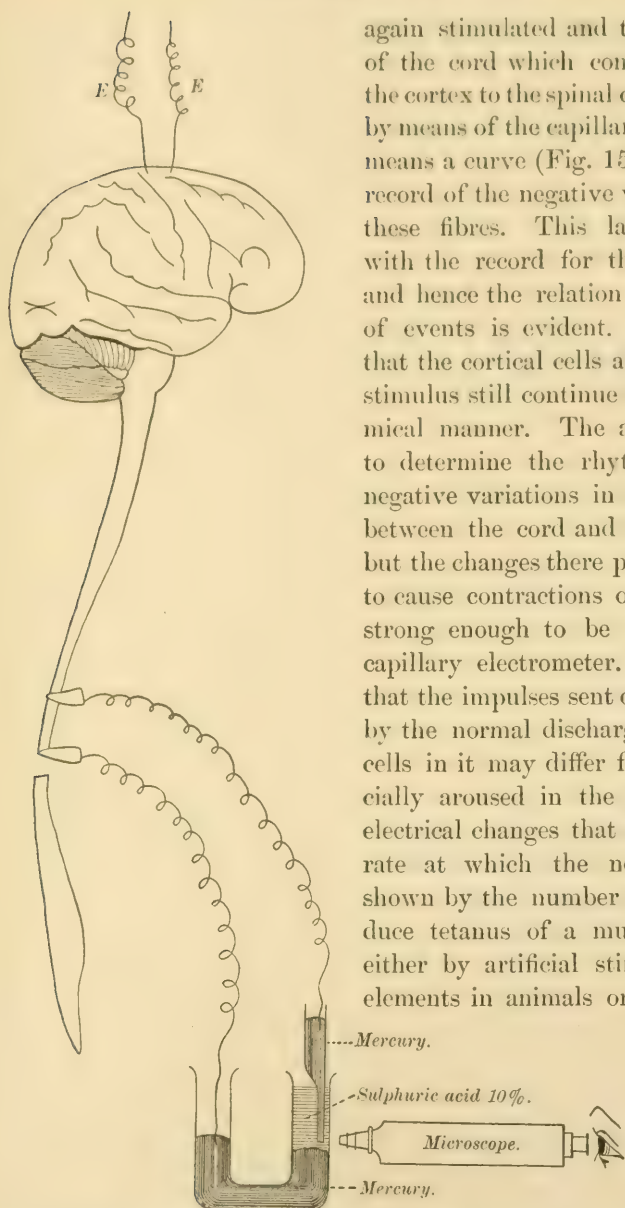 E E
again stimulated and t
of the cord which con
the cortex to the spinal c
by means of the capillar
means a curve (Fig. 15
record of the negative v
these fibres. This la
with the record for th
and hence the relation
of events is evident.
that the cortical cells a
stimulus still continue
mical manner. The a
to determine the rhyt
negative variations in
between the cord and
but the changes there p
to cause contractions o
strong enough to be
capillary electrometer.
that the impulses sent o
by the normal discharg
cells in it may differ f
cially aroused in the
electrical changes that
rate at which the ne
shown by the number
duce tetanus of a mu
either by artificial sti
elements in animals or
Mercury.
Sulphuric acid 10%.
Microscope.
Mercury.